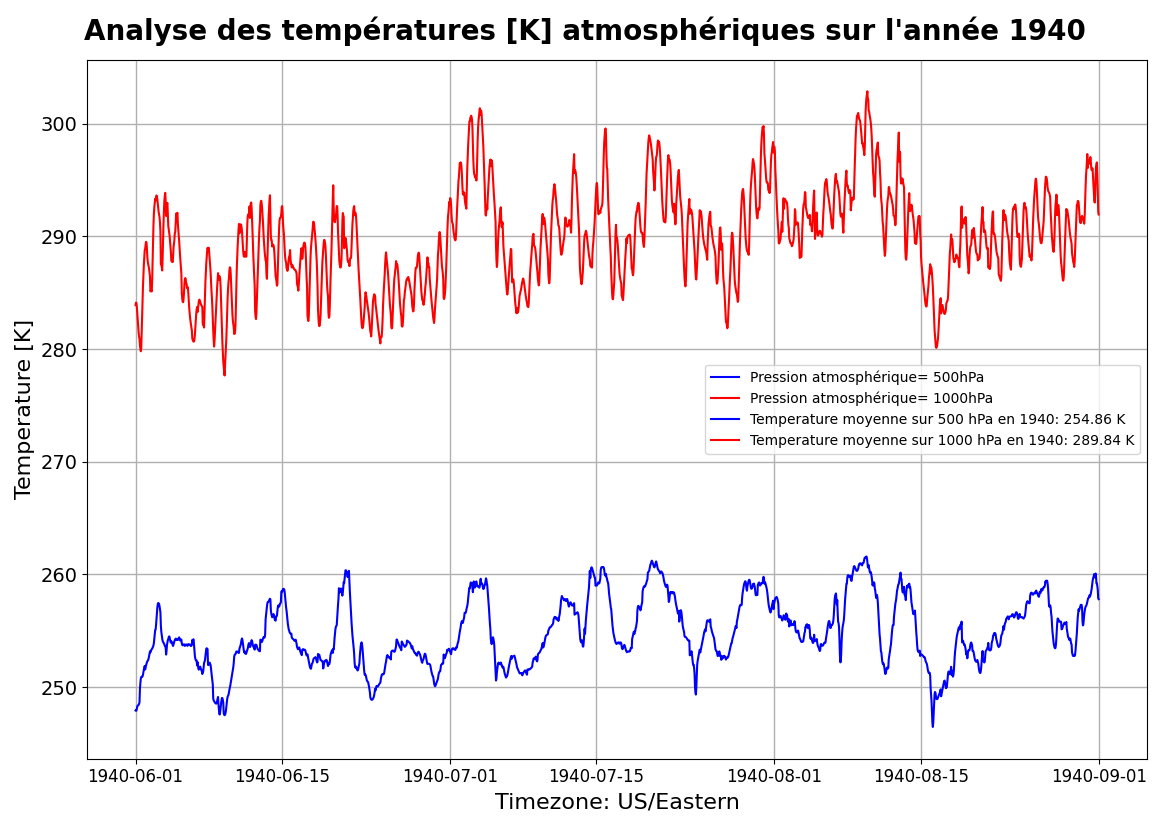 Analyse des températures [K] atmosphériques sur l'année 1940
300
290
280
270
260
250
Temperature [K]
Pression atmosphérique= 500hPa
Pression atmosphérique= 1000hPa
Temperature moyenne sur 500 hPa en 1940: 254.86 K
Temperature moyenne sur 1000 hPa en 1940: 289.84 K
1940-06-01 1940-06-15 1940-07-01 1940-07-15 1940-08-01 1940-08-15 1940-09-01
Timezone: US/Eastern